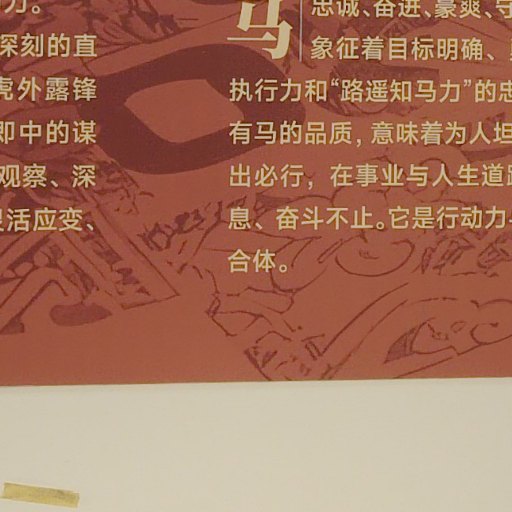 力。
深刻的直
虎外露锋
即中的谋
观察、深
灵活应变、
马
忠诚、奋进、豪爽、守
象征着目标明确、
执行力和“路遥知马力”的忠
有马的品质，意味着为人坦
出必行，在事业与人生道路
息、奋斗不止。它是行动力与
合体。